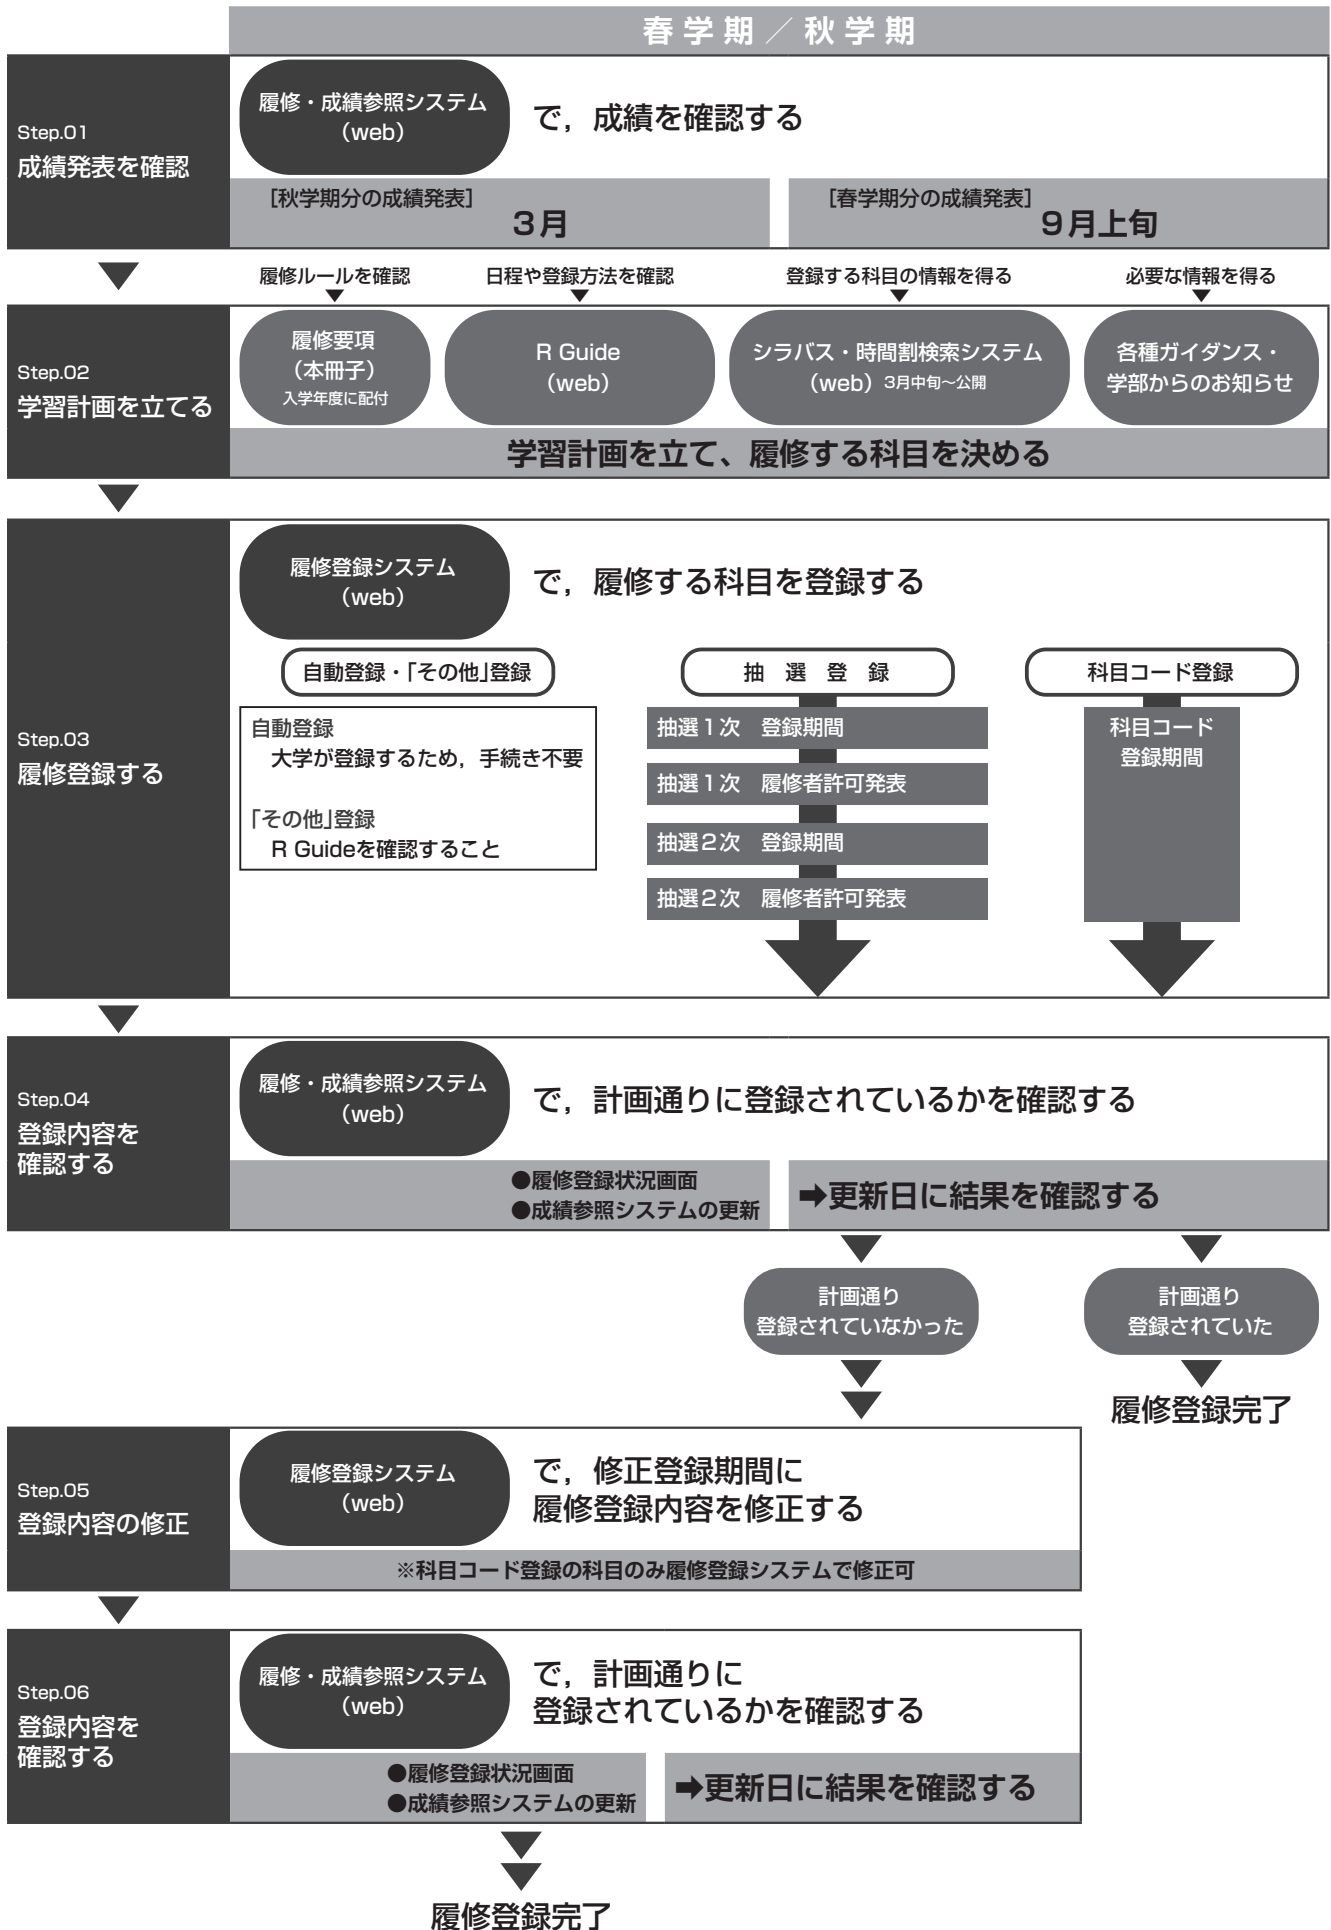 春学期／秋学期
Step.01
成績発表を確認
履修・成績参照システム
（web）
で，成績を確認する
［秋学期分の成績発表］
3月
［春学期分の成績発表］
9月上旬
履修ルールを確認
日程や登録方法を確認
登録する科目の情報を得る
必要な情報を得る
Step.02
学習計画を立てる
履修要項
（本冊子）
入学年度に配付
R Guide
（web）
シラバス・時間割検索システム
（web）3月中旬～公開
各種ガイダンス・
学部からのお知らせ
学習計画を立て、履修する科目を決める
Step.03
履修登録する
履修登録システム
（web）
で，履修する科目を登録する
自動登録・「その他」登録
自動登録
大学が登録するため，手続き不要
「その他」登録
R Guideを確認すること
抽選登録
抽選1次　登録期間
抽選1次　履修者許可発表
抽選2次　登録期間
抽選2次　履修者許可発表
科目コード登録
科目コード
登録期間
Step.04
登録内容を
確認する
履修・成績参照システム
（web）
で，計画通りに登録されているかを確認する
●履修登録状況画面
●成績参照システムの更新
➡更新日に結果を確認する
計画通り
登録されていなかった
計画通り
登録されていた
履修登録完了
Step.05
登録内容の修正
履修登録システム
（web）
で，修正登録期間に
履修登録内容を修正する
※科目コード登録の科目のみ履修登録システムで修正可
Step.06
登録内容を
確認する
履修・成績参照システム
（web）
で，計画通りに
登録されているかを確認する
●履修登録状況画面
●成績参照システムの更新
➡更新日に結果を確認する
履修登録完了